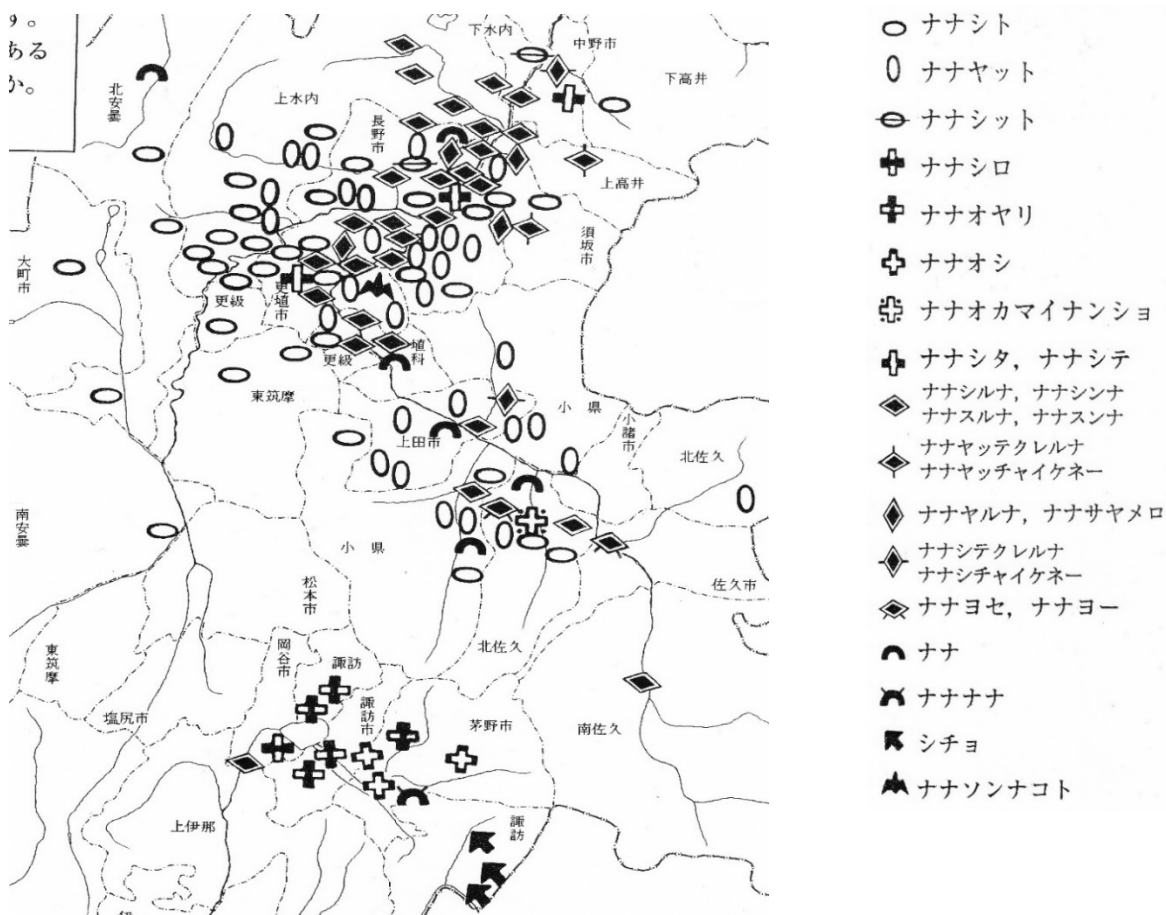 す。
ある
か。
下水内
中野市
下高井
北安曇
上水内
長野市
上高井
須坂市
大町市
更級
更埴市
更級
埴科
東筑摩
小県
小諸市
上田市
北佐久
南安曇
小県
松本市
佐久市
北佐久
東筑摩
岡谷市
諏訪
諏訪市
茅野市
南佐久
塩尻市
上伊那
諏訪
ナナシト
ナナヤット
ナナシット
ナナシロ
ナナオヤリ
ナナオシ
ナナオカマイナンショ
ナナシタ，ナナシテ
ナナシルナ，ナナシンナ
ナナスルナ，ナナスンナ
ナナヤッテクレルナ
ナナヤッチャイケネー
ナナヤルナ，ナナサヤメロ
ナナシテクレルナ
ナナシチャイケネー
ナナヨセ，ナナヨー
ナナ
ナナナナ
シチョ
ナナソンナコト